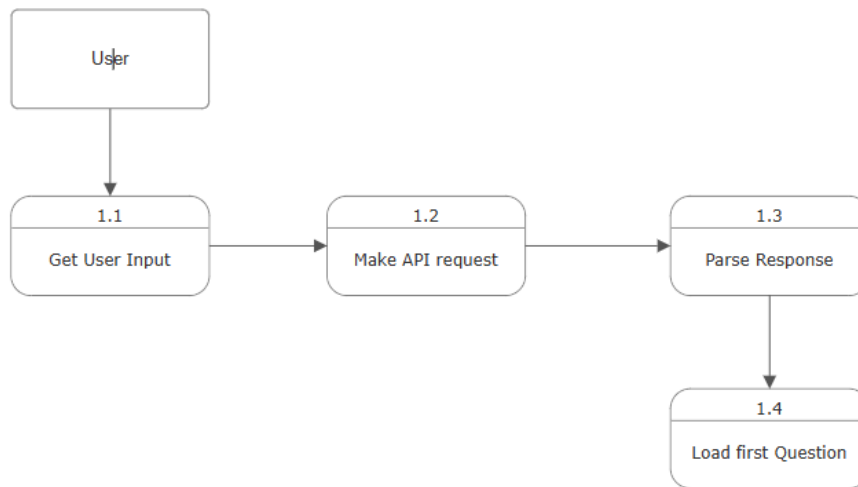 User
1.1
Get User Input
1.2
Make API request
1.3
Parse Response
1.4
Load first Question